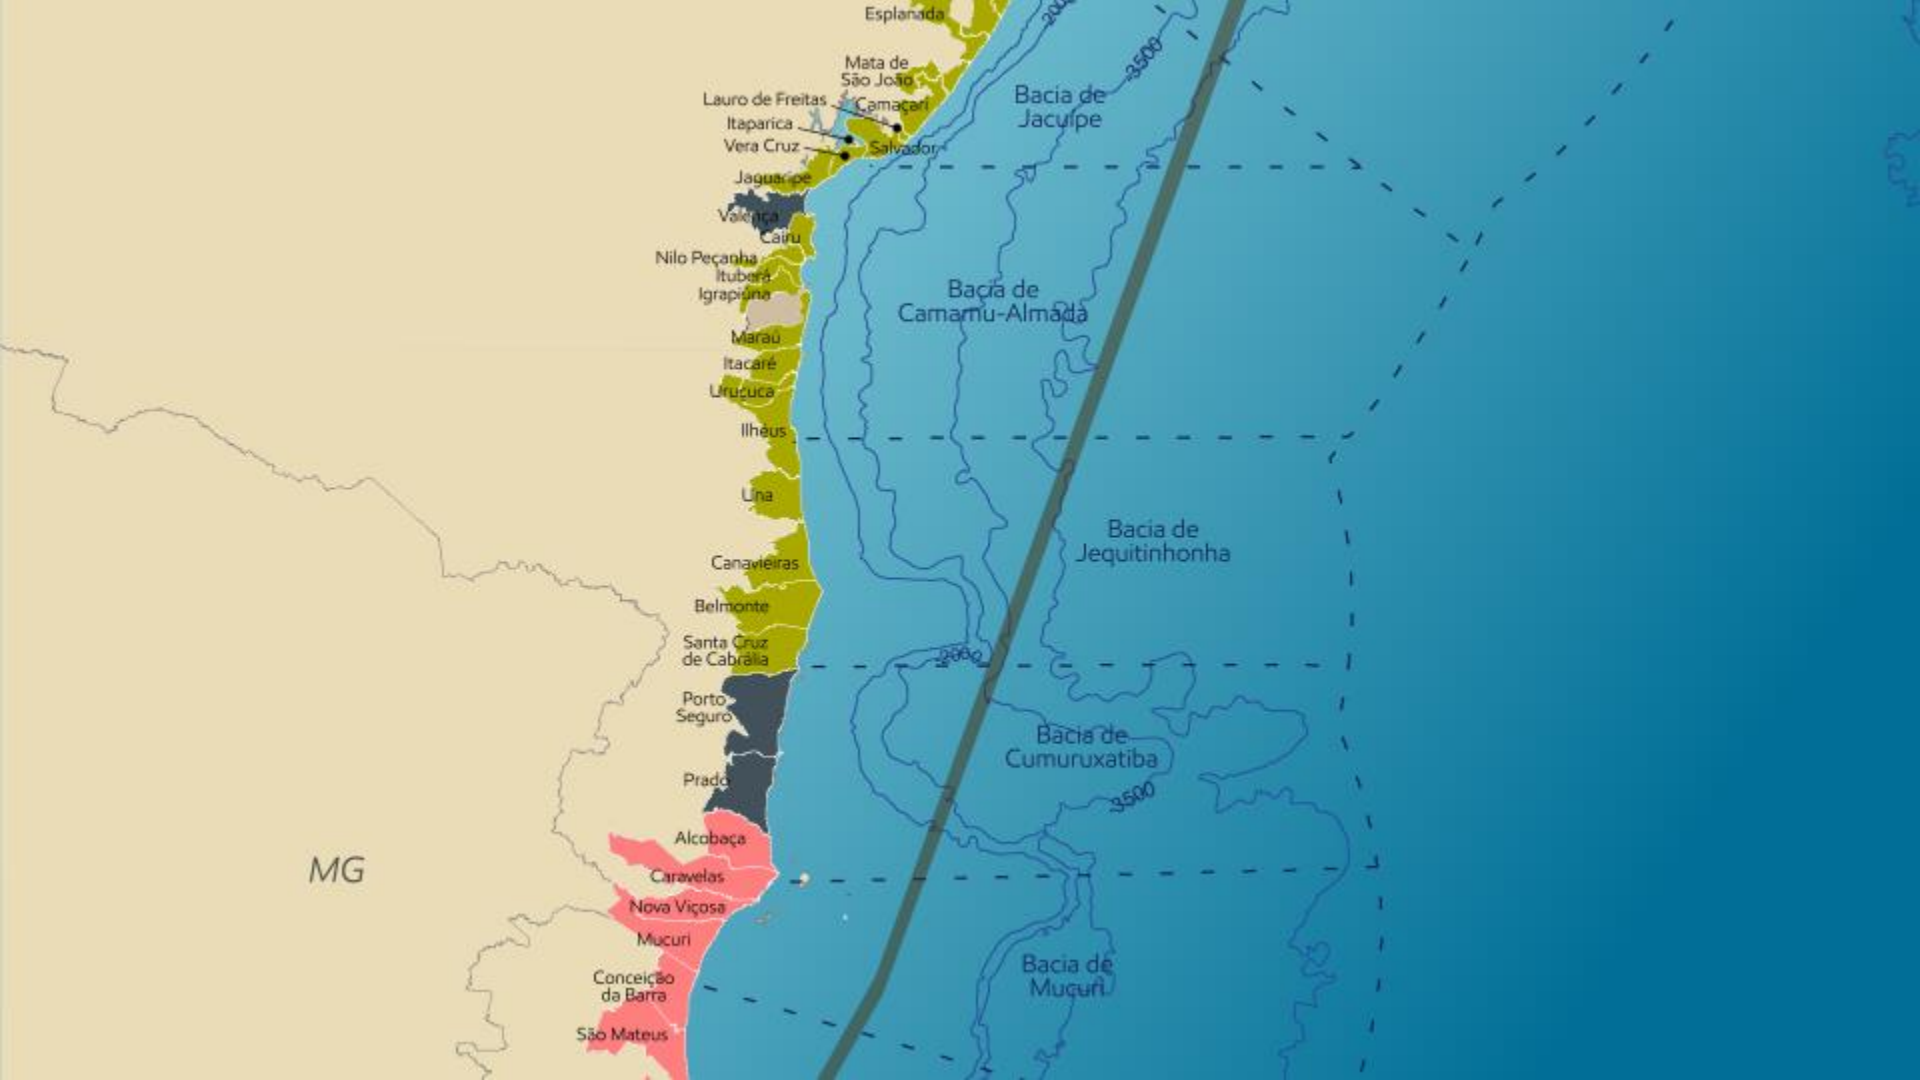 Esplanada
200
3500
Mata de
São João
Lauro de Freitas
Camaçari
Bacia de
Jacuípe
Itaparica
Vera Cruz
Salvador
Jaguaripe
Valença
Cairu
Nilo Peçanha
Ituberá
Igrapiúna
Bacia de
Camamu-Almada
Maraú
Itacaré
Uruçuca
Ilhéus
Una
Bacia de
Jequitinhonha
Canavieiras
Belmonte
Santa Cruz
de Cabrália
200
Porto
Seguro
Bacia de
Cumuruxatiba
Prado
3500
Alcobaça
MG
Caravelas
Nova Viçosa
Mucuri
Bacia de
Mucuri
Conceição
da Barra
São Mateus